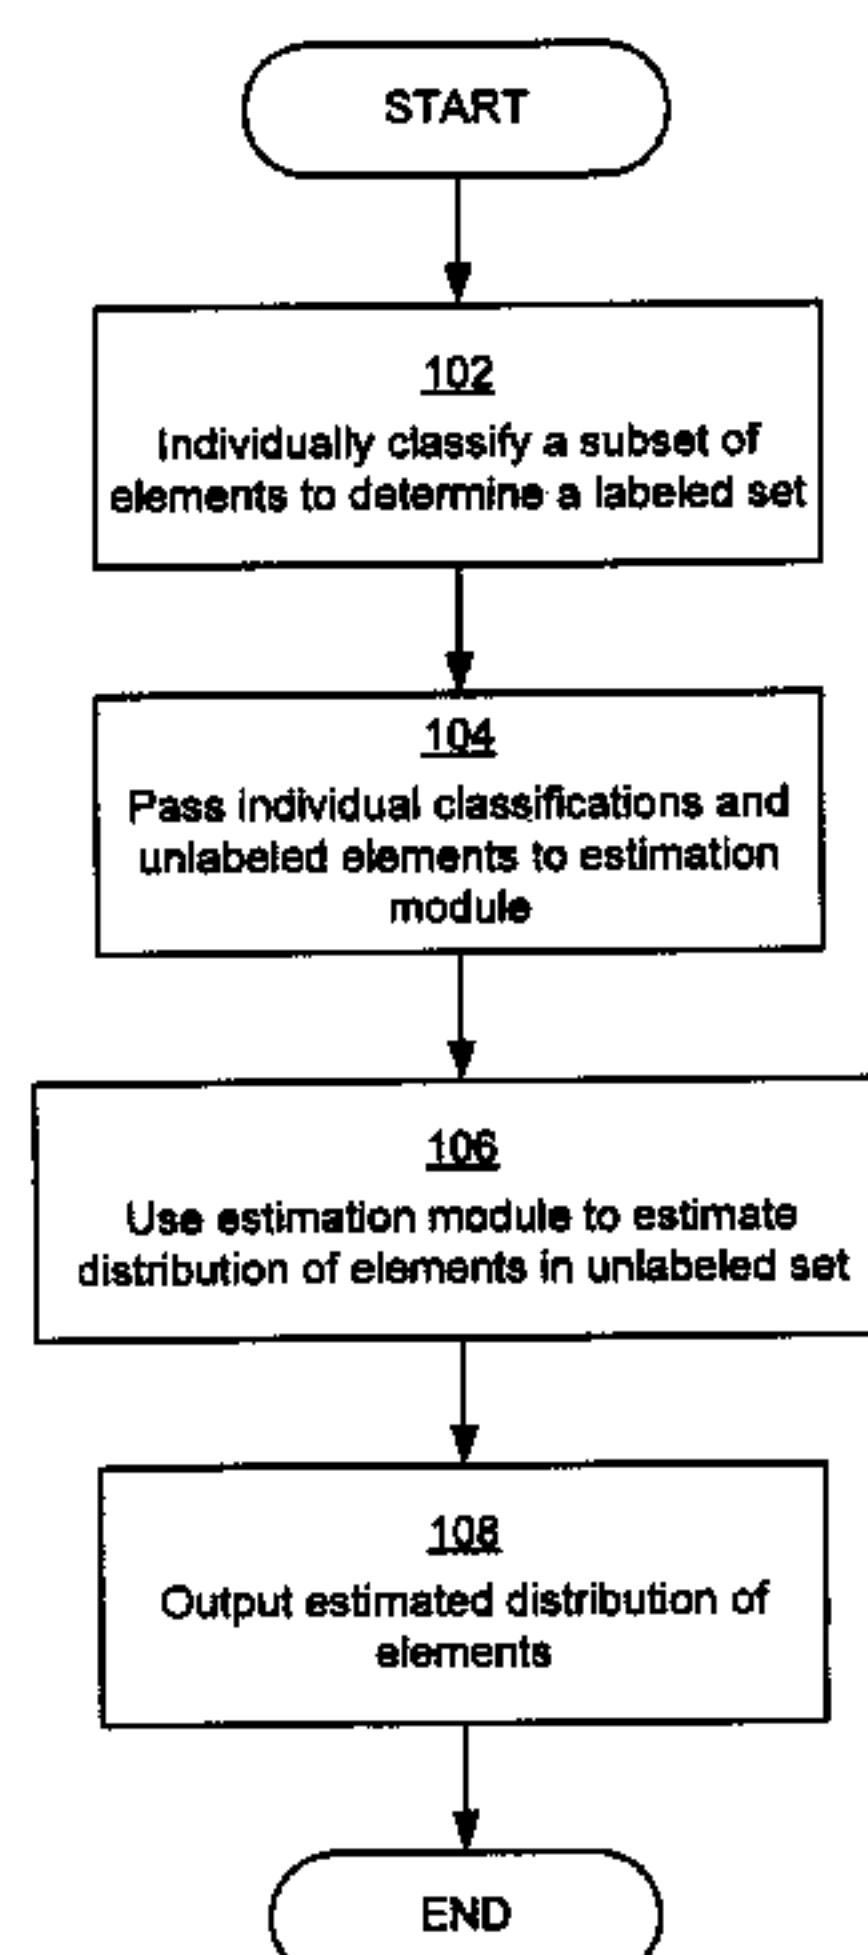 START
102
Individually classify a subset of
elements to determine a labeled set
104
Pass individual classifications and
unlabeled elements to estimation
module
106
Use estimation module to estimate
distribution of elements in unlabeled set
108
Output estimated distribution of
elements
END